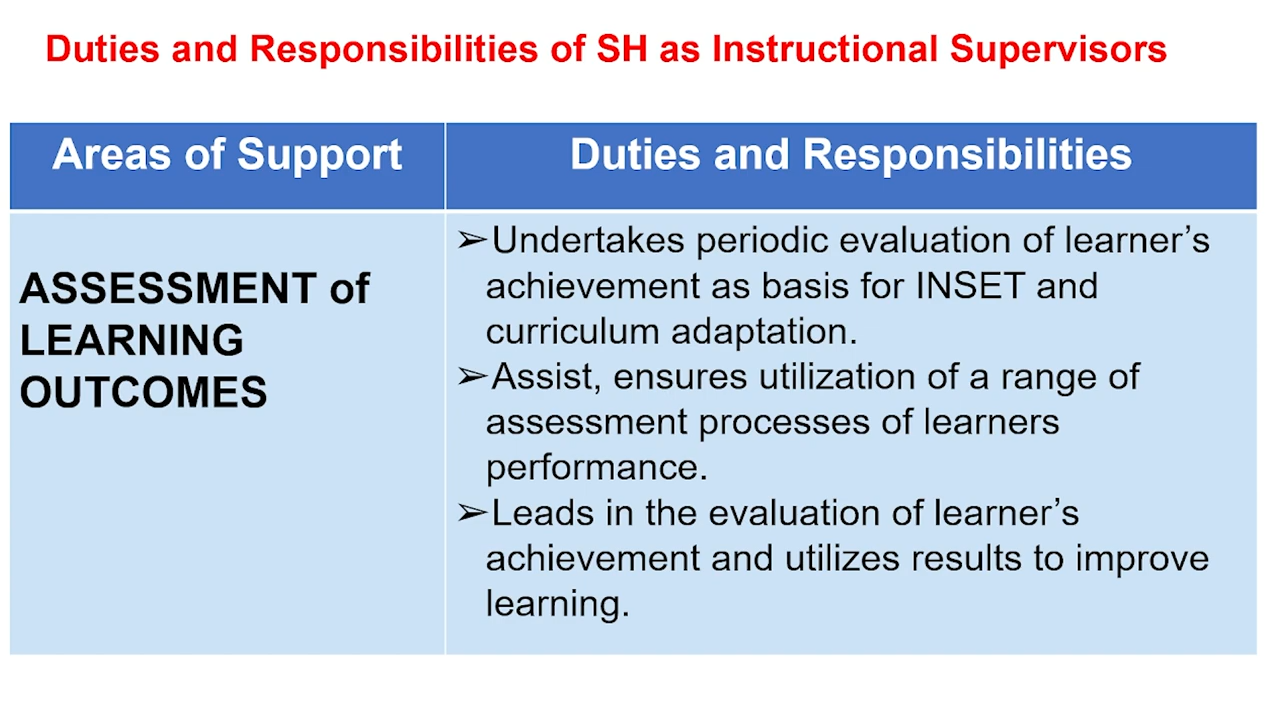 Duties and Responsibilities of SH as Instructional Supervisors
Areas of Support
Duties and Responsibilities
ASSESSMENT of
LEARNING
OUTCOMES
➢Undertakes periodic evaluation of learner’s
achievement as basis for INSET and
curriculum adaptation.
➢Assist, ensures utilization of a range of
assessment processes of learners
performance.
➢Leads in the evaluation of learner’s
achievement and utilizes results to improve
learning.